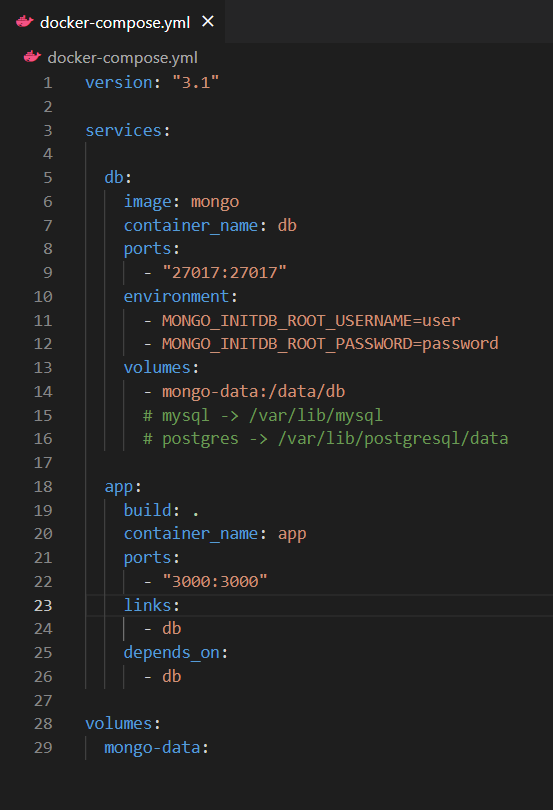 docker-compose.yml ×
docker-compose.yml
1 version: "3.1"
2
3 services:
4
5   db:
6     image: mongo
7     container_name: db
8     ports:
9       - "27017:27017"
10     environment:
11       - MONGO_INITDB_ROOT_USERNAME=user
12       - MONGO_INITDB_ROOT_PASSWORD=password
13     volumes:
14       - mongo-data:/data/db
15       # mysql -> /var/lib/mysql
16       # postgres -> /var/lib/postgresql/data
17
18   app:
19     build: .
20     container_name: app
21     ports:
22       - "3000:3000"
23     links:
24       - db
25     depends_on:
26       - db
27
28 volumes:
29   mongo-data: